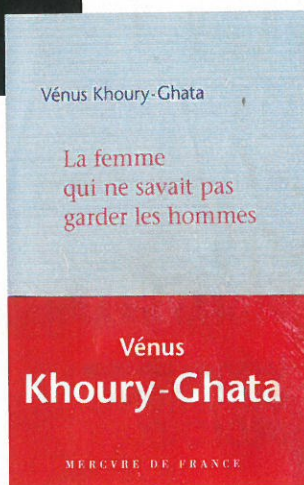 Vénus Khoury-Ghata
La femme
qui ne savait pas
garder les hommes
Vénus
Khoury-Ghata
MERCVRE DE FRANCE